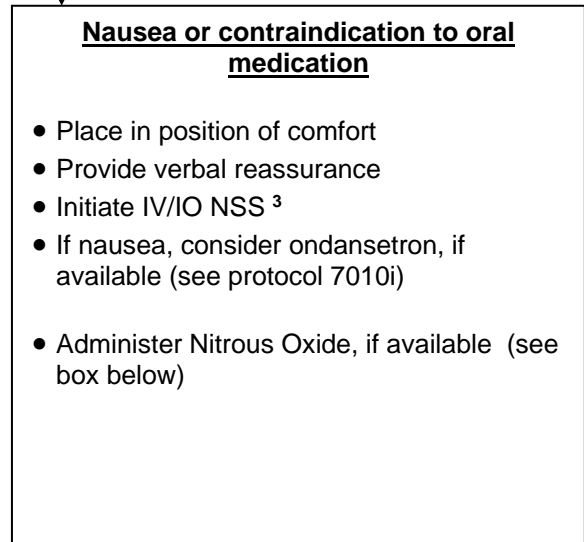 Nausea or contraindication to oral
medication
• Place in position of comfort
• Provide verbal reassurance
• Initiate IV/IO NSS 3
• If nausea, consider ondansetron, if
available (see protocol 7010i)
• Administer Nitrous Oxide, if available (see
box below)